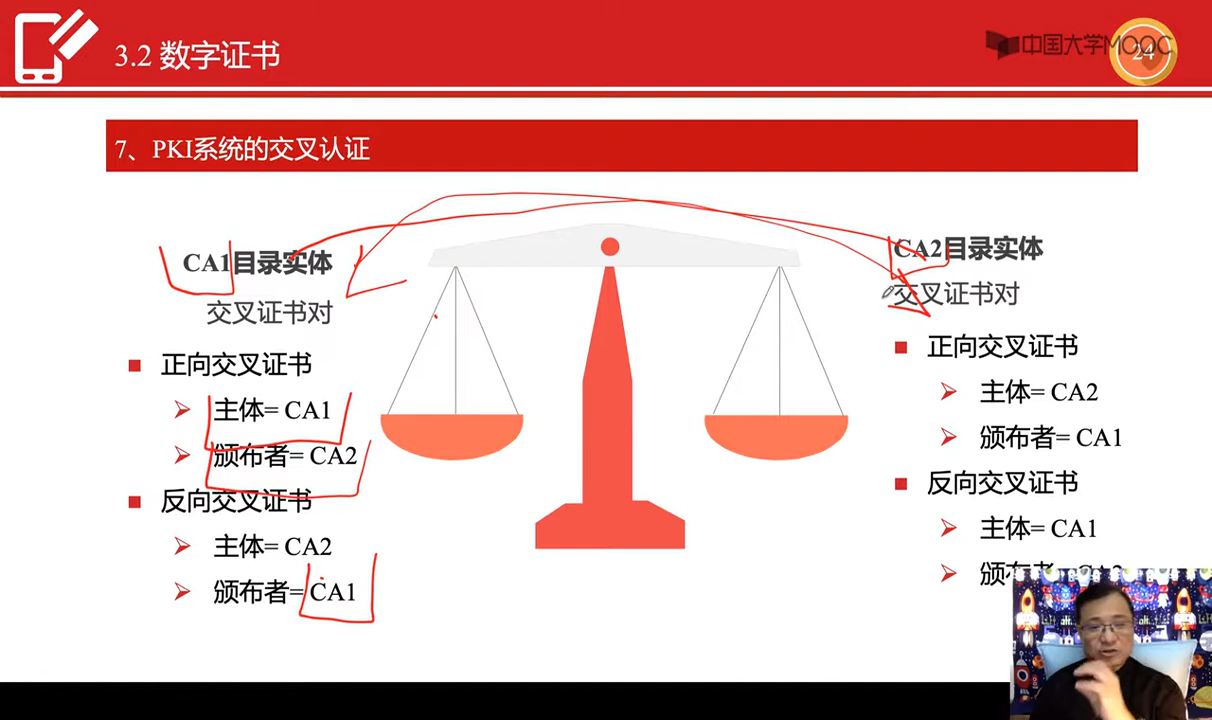 3.2 数字证书
中国大学MOOC
24
7、PKI系统的交叉认证
CA1目录实体
交叉证书对
正向交叉证书
主体= CA1
颁布者= CA2
反向交叉证书
主体= CA2
颁布者= CA1
CA2目录实体
交叉证书对
正向交叉证书
主体= CA2
颁布者= CA1
反向交叉证书
主体= CA1